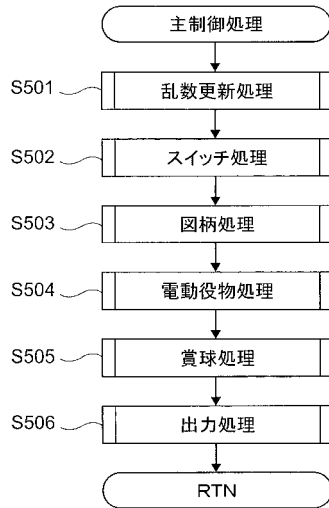 主制御処理
S501
乱数更新処理
S502
スイッチ処理
S503
図柄処理
S504
電動役物処理
S505
賞球処理
S506
出力処理
RTN